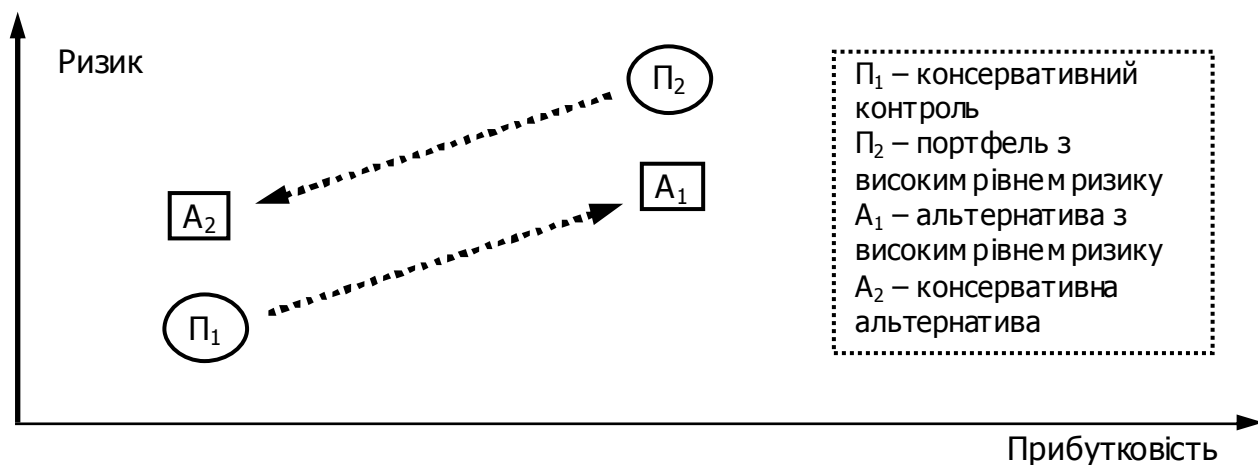 Ризик
П₂
А₁
А₂
П₁
П₁ – консервативний
контроль
П₂ – портфель з
високим рівнем ризику
А₁ – альтернатива з
високим рівнем ризику
А₂ – консервативна
альтернатива
Прибутковість